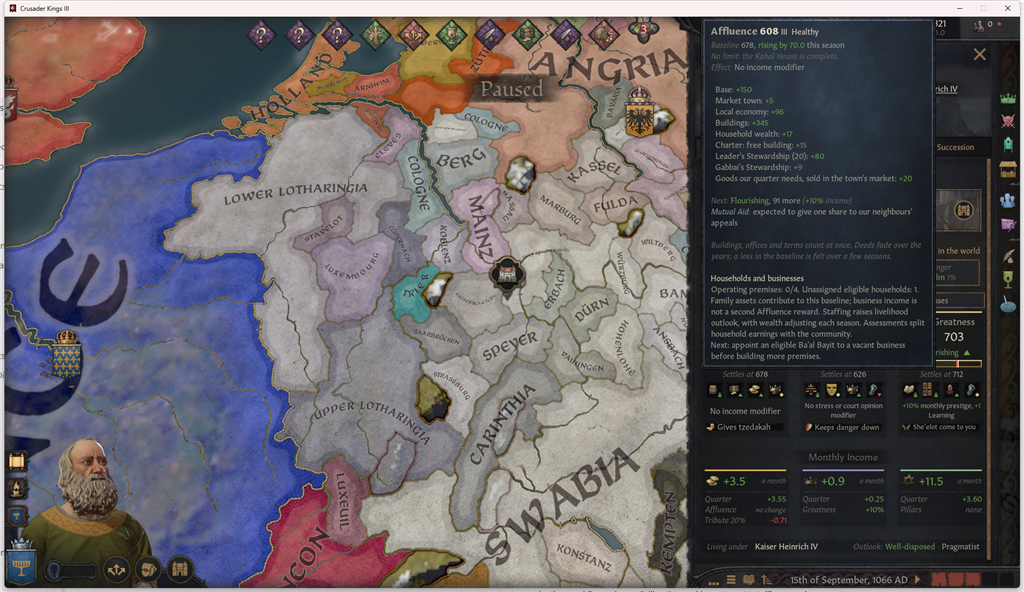 Crusader Kings III
Paused
HOLLAND
ARNHEIM
ANGRIA
BAVARIA
CLEVES
COLOGNE
BERG
COLOGNE
KASSEL
LOWER LOTHARINGIA
MAINZ
NASSAU
MARBURG
FULDA
STAVELOT
KOBLENZ
LUXEMBOURG
TRIER
ERBACH
WÜRZBURG
DÜRN
BAN
SAARBRÜCKEN
SPEYER
HOHENLOHE
ANSBACH
STRASSBURG
UPPER LOTHARINGIA
CARINTHIA
SWABIA
LUXEUIL
KEMPTEN
KONSTANZ
Affluence 608 III Healthy
Baseline 678, rising by 70.0 this season
No limit: the Kahal House is complete.
Effect: No income modifier
Base: +150
Market town: +5
Local economy: +96
Buildings: +345
Household wealth: +17
Charter: free building: +15
Leader's Stewardship (20): +80
Gabbai's Stewardship: +9
Goods our quarter needs, sold in the town's market: +20
Next: Flourishing, 91 more (+10% income)
Mutual Aid: expected to give one share to our neighbours'
appeals
Buildings, offices and terms count at once. Deeds fade over the
years; a loss in the baseline is felt over a few seasons.
Households and businesses
Operating premises: 0/4. Unassigned eligible households: 1.
Family assets contribute to this baseline; business income is
not a second Affluence reward. Staffing raises livelihood
outlook, with wealth adjusting each season. Assessments split
household earnings with the community.
Next: appoint an eligible Ba'al Bayit to a vacant business
before building more premises.
rich IV
Succession
in the world
Greatness
703
Settles at 678
Settles at 626
Settles at 712
No income modifier
No stress or court opinion
modifier
+10% monthly prestige, +1
Learning
Gives tzedakah
Keeps danger down
She'elot come to you
Monthly Income
+3.5 a month
+0.9 a month
+11.5 a month
Quarter +3.55
Quarter +0.25
Quarter +3.60
Affluence no change
Greatness +10%
Pillars none
Tribute 20% -0.71
Living under Kaiser Heinrich IV
Outlook: Well-disposed · Pragmatist
15th of September, 1066 AD